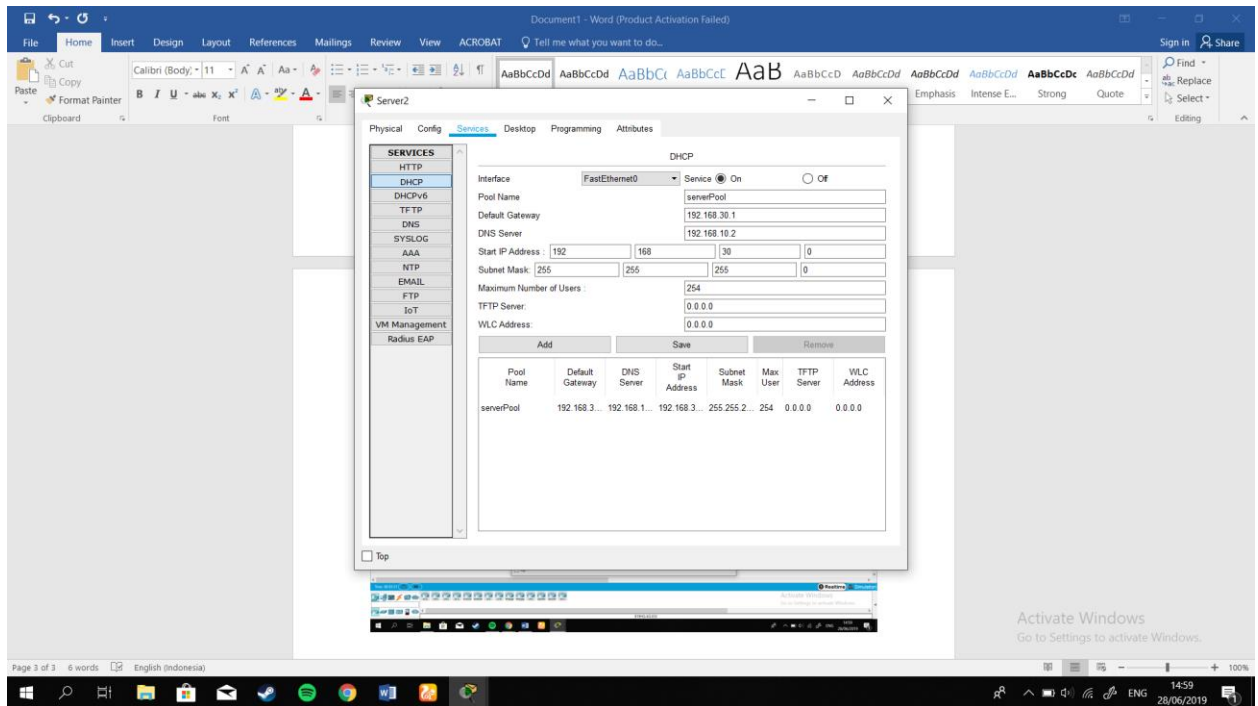 Document1 - Word (Product Activation Failed)
File Home Insert Design Layout References Mailings Review View ACROBAT Tell me what you want to do... Sign in Share
Cut
Copy
Format Painter
Paste
Calibri (Body) 11
AaBbCcDd AaBbCcDd AaBbCc AaBbCcE AaB AaBbCcD AaBbCcDd AaBbCcDd AaBbCcDd AaBbCcDc AaBbCcDd
Emphasis Intense E... Strong Quote
Find
Replace
Select
Clipboard Font Editing
Server2
Physical Config Services Desktop Programming Attributes
SERVICES
HTTP
DHCP
DHCPv6
TFTP
DNS
SYSLOG
AAA
NTP
EMAIL
FTP
IoT
VM Management
Radius EAP
DHCP
Interface FastEthernet0 Service On Off
Pool Name serverPool
Default Gateway 192.168.30.1
DNS Server 192.168.10.2
Start IP Address : 192 168 30 0
Subnet Mask: 255 255 255 0
Maximum Number of Users : 254
TFTP Server: 0.0.0.0
WLC Address: 0.0.0.0
Add Save Remove
Pool Name Default Gateway DNS Server Start IP Address Subnet Mask Max User TFTP Server WLC Address
serverPool 192.168.3... 192.168.1... 192.168.3... 255.255.2... 254 0.0.0.0 0.0.0.0
Top
Realtime
Activate Windows
Go to Settings to activate Windows.
Page 3 of 3 6 words English (Indonesia) 100%
ENG 14:59
28/06/2019